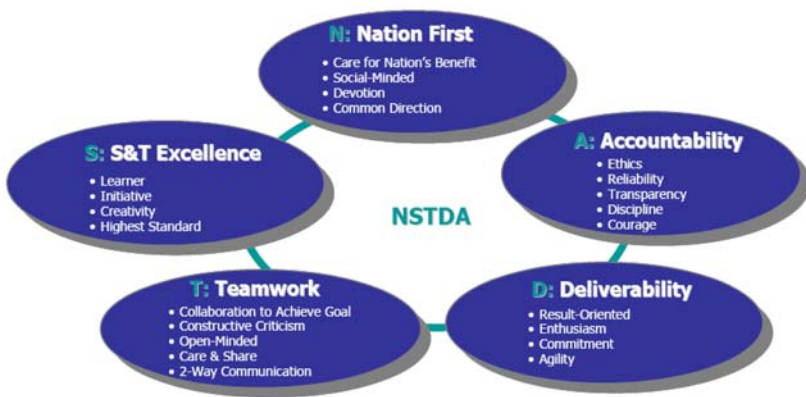 N: Nation First
• Care for Nation's Benefit
• Social-Minded
• Devotion
• Common Direction
S: S&T Excellence
• Learner
• Initiative
• Creativity
• Highest Standard
A: Accountability
• Ethics
• Reliability
• Transparency
• Discipline
• Courage
NSTDA
T: Teamwork
• Collaboration to Achieve Goal
• Constructive Criticism
• Open-Minded
• Care & Share
• 2-Way Communication
D: Deliverability
• Result-Oriented
• Enthusiasm
• Commitment
• Agility